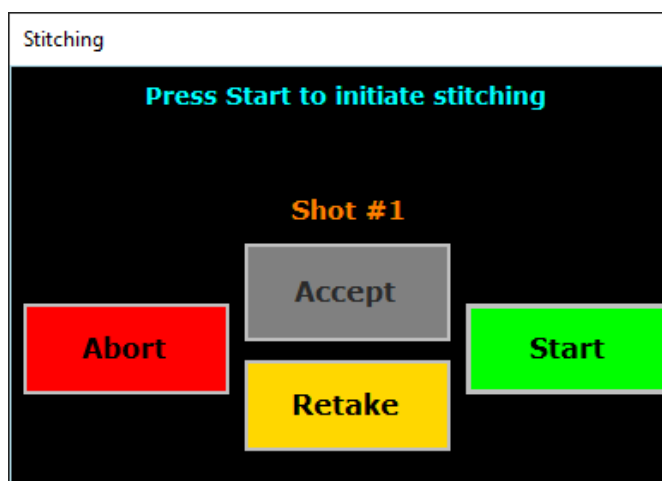 Stitching
Press Start to initiate stitching
Shot #1
Accept
Abort
Start
Retake